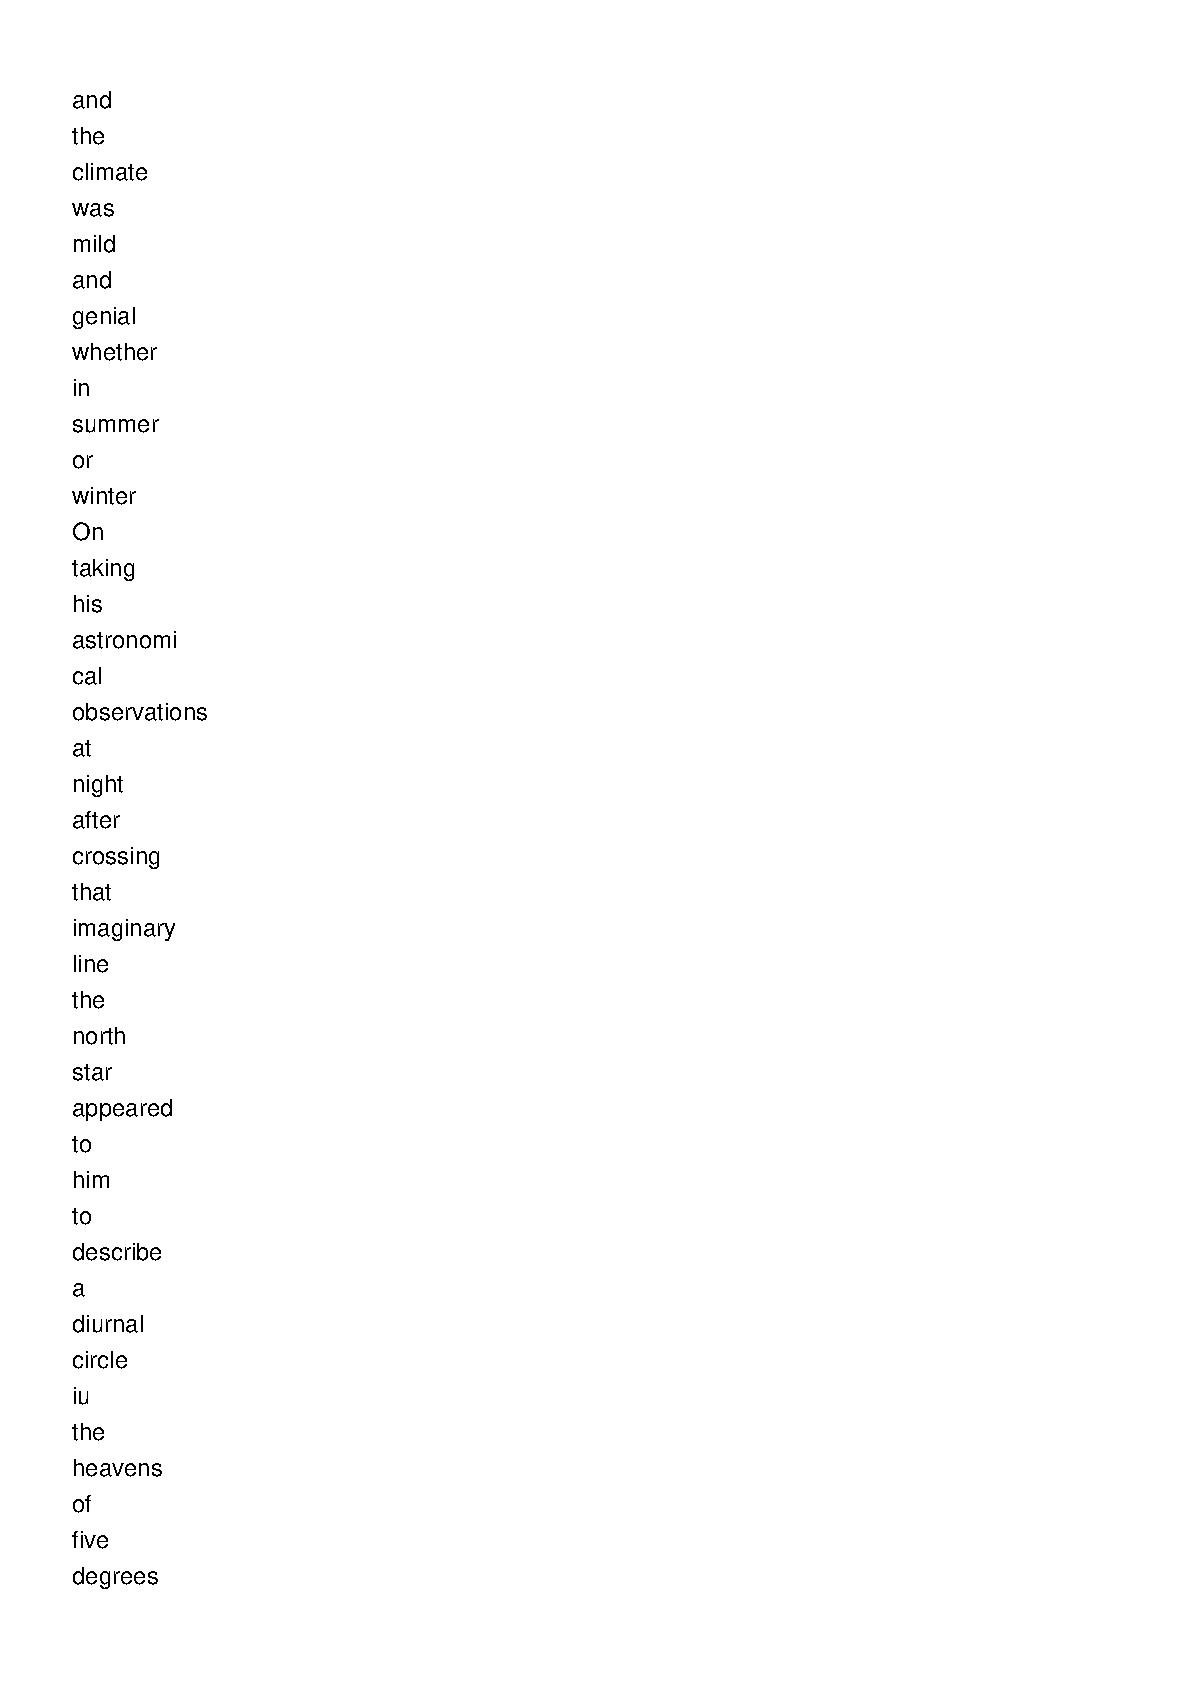 and
the
climate
was
mild
and
genial
whether
in
summer
or
winter
On
taking
his
astronomi
cal
observations
at
night
after
crossing
that
imaginary
line
the
north
star
appeared
to
him
to
describe
a
diurnal
circle
iu
the
heavens
of
five
degrees